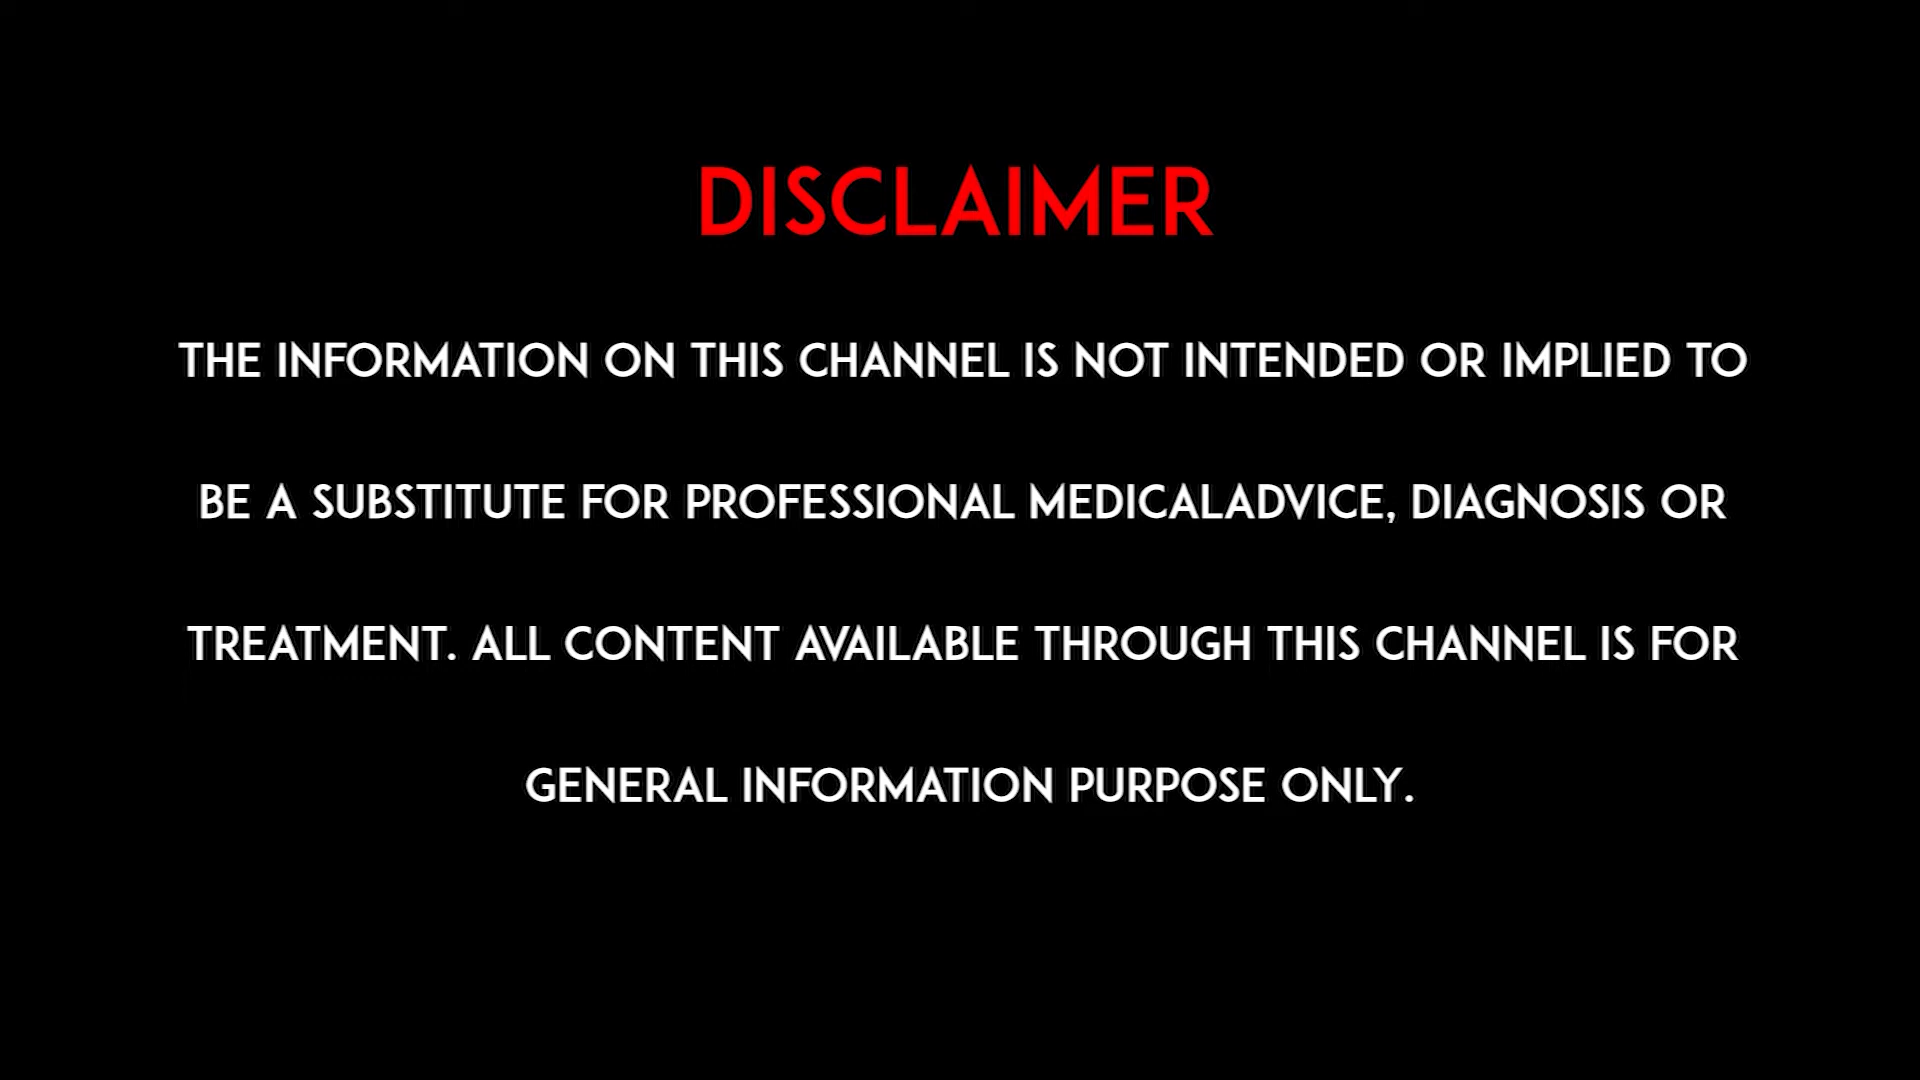 DISCLAIMER
THE INFORMATION ON THIS CHANNEL IS NOT INTENDED OR IMPLIED TO
BE A SUBSTITUTE FOR PROFESSIONAL MEDICALADVICE, DIAGNOSIS OR
TREATMENT. ALL CONTENT AVAILABLE THROUGH THIS CHANNEL IS FOR
GENERAL INFORMATION PURPOSE ONLY.